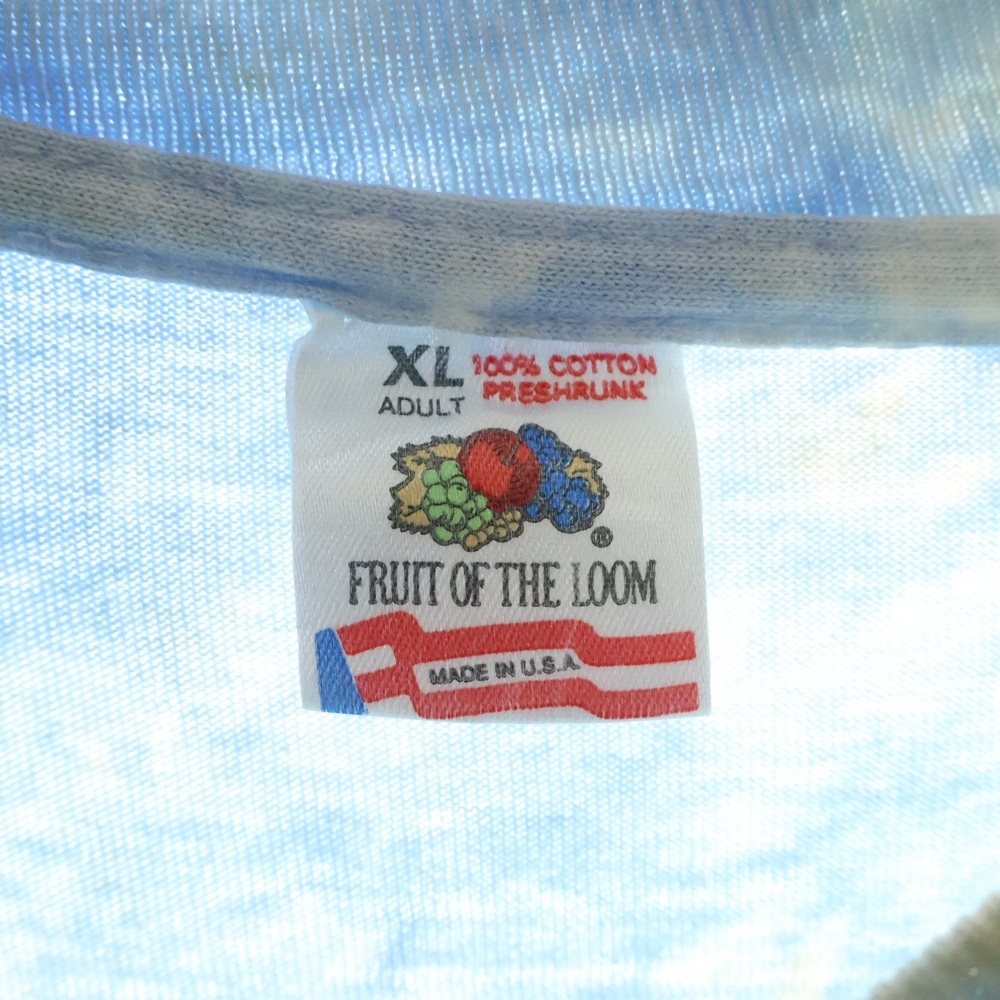 XL
ADULT
100% COTTON
PRESHRUNK
®
FRUIT OF THE LOOM
MADE IN U.S.A.